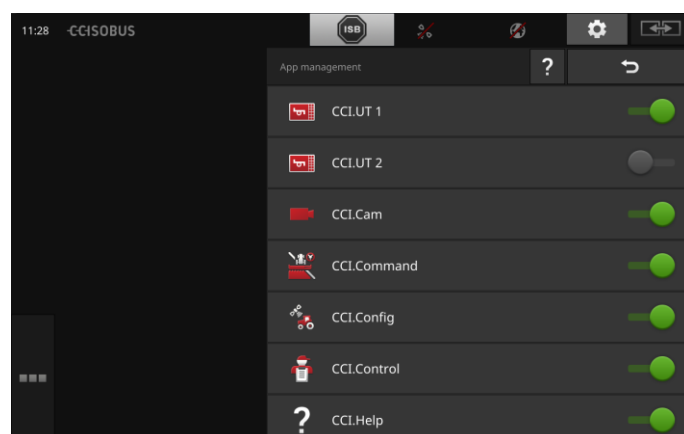 11:28 CCISOBUS ISB
App management ?
CCI.UT 1
CCI.UT 2
CCI.Cam
CCI.Command
CCI.Config
CCI.Control
? CCI.Help